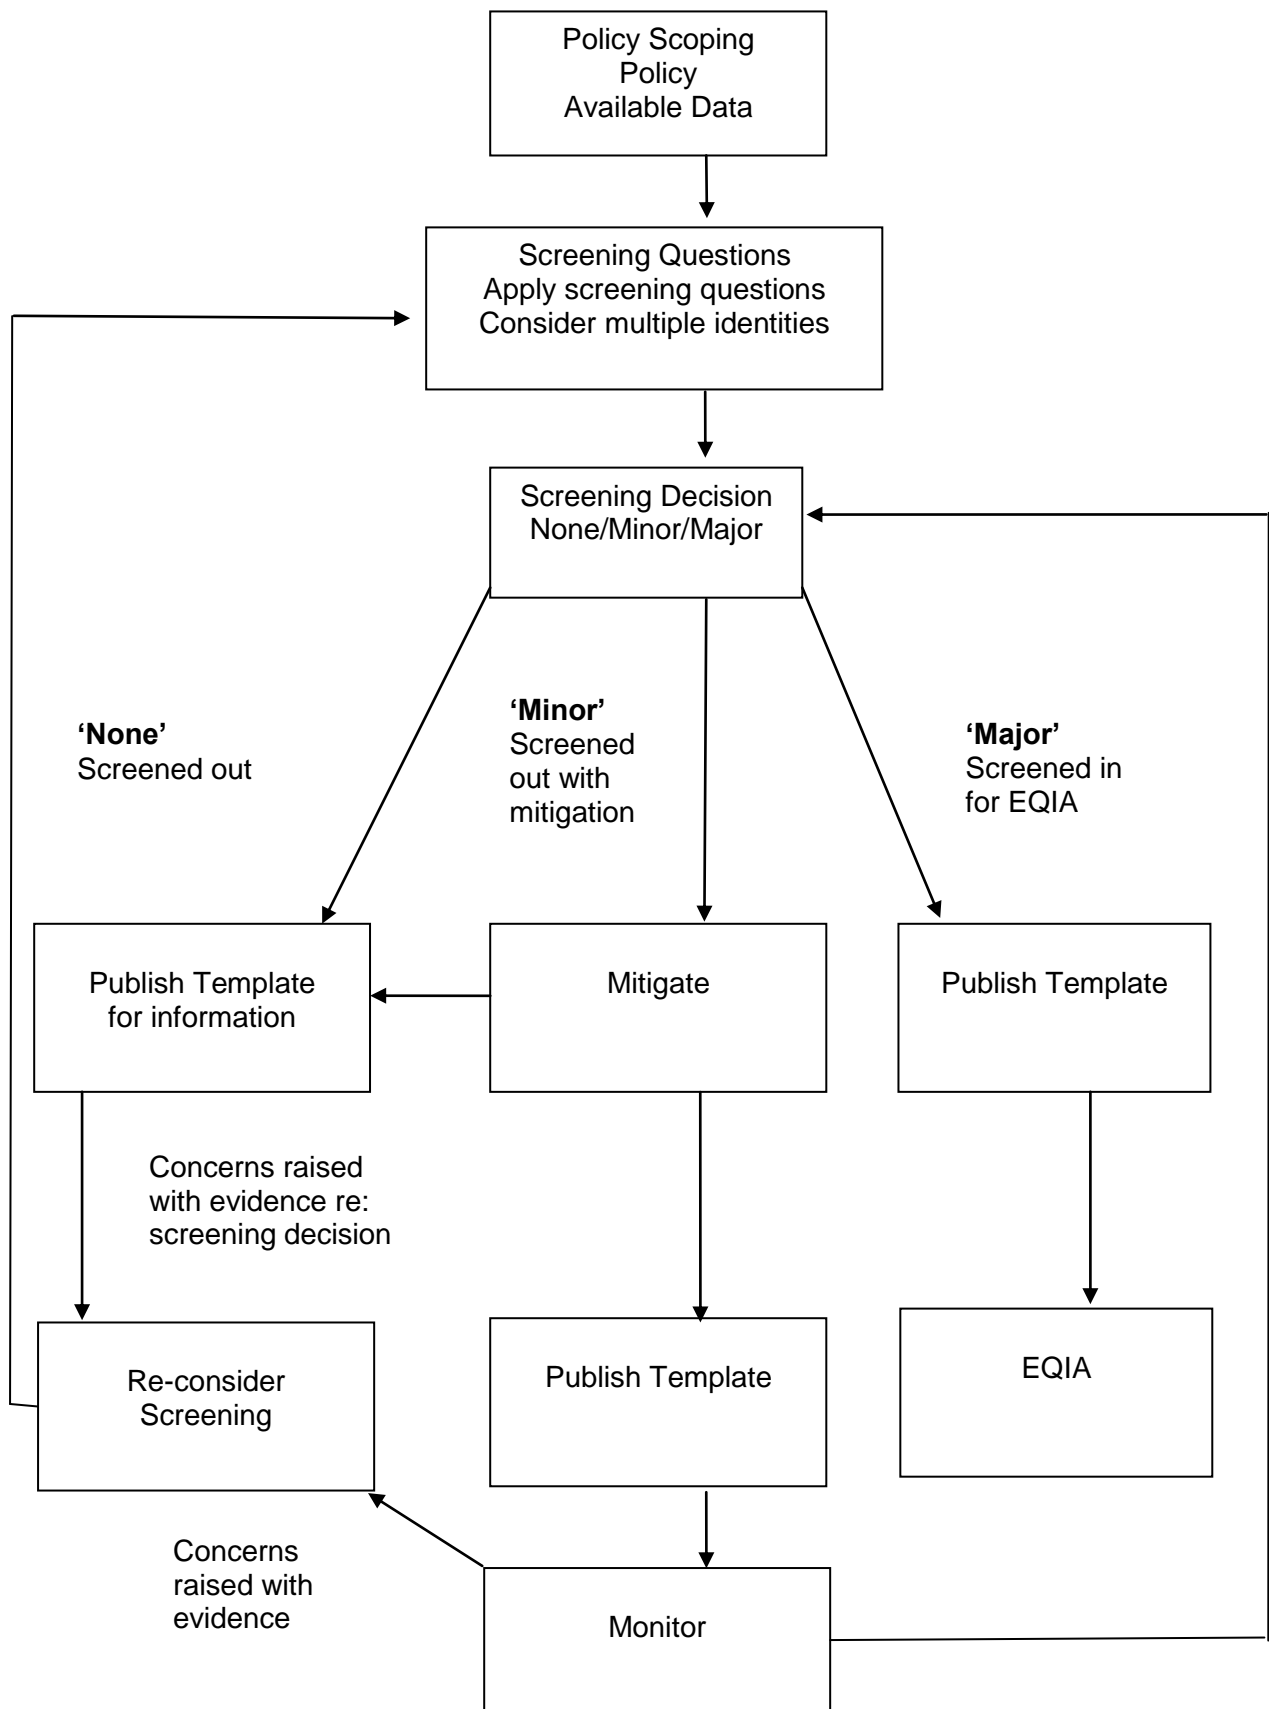 Policy Scoping
Policy
Available Data
Screening Questions
Apply screening questions
Consider multiple identities
Screening Decision
None/Minor/Major
‘None’
Screened out
‘Minor’
Screened
out with
mitigation
‘Major’
Screened in
for EQIA
Publish Template
for information
Mitigate
Publish Template
Concerns raised
with evidence re:
screening decision
Re-consider
Screening
Publish Template
EQIA
Concerns
raised with
evidence
Monitor